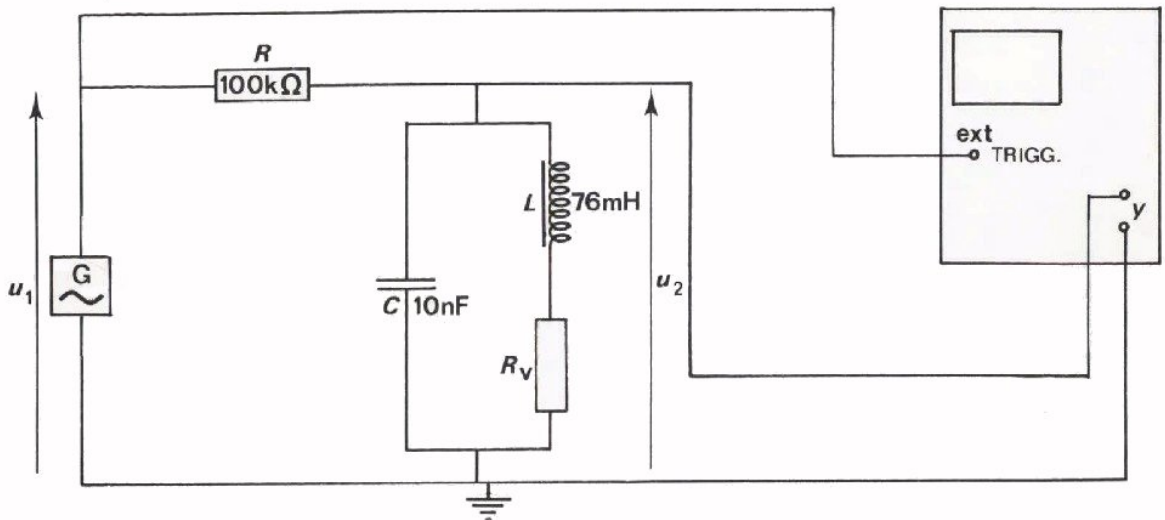 R
100kΩ
ext
TRIGG.
L 76mH
y
G
u1
u2
C 10nF
Rv